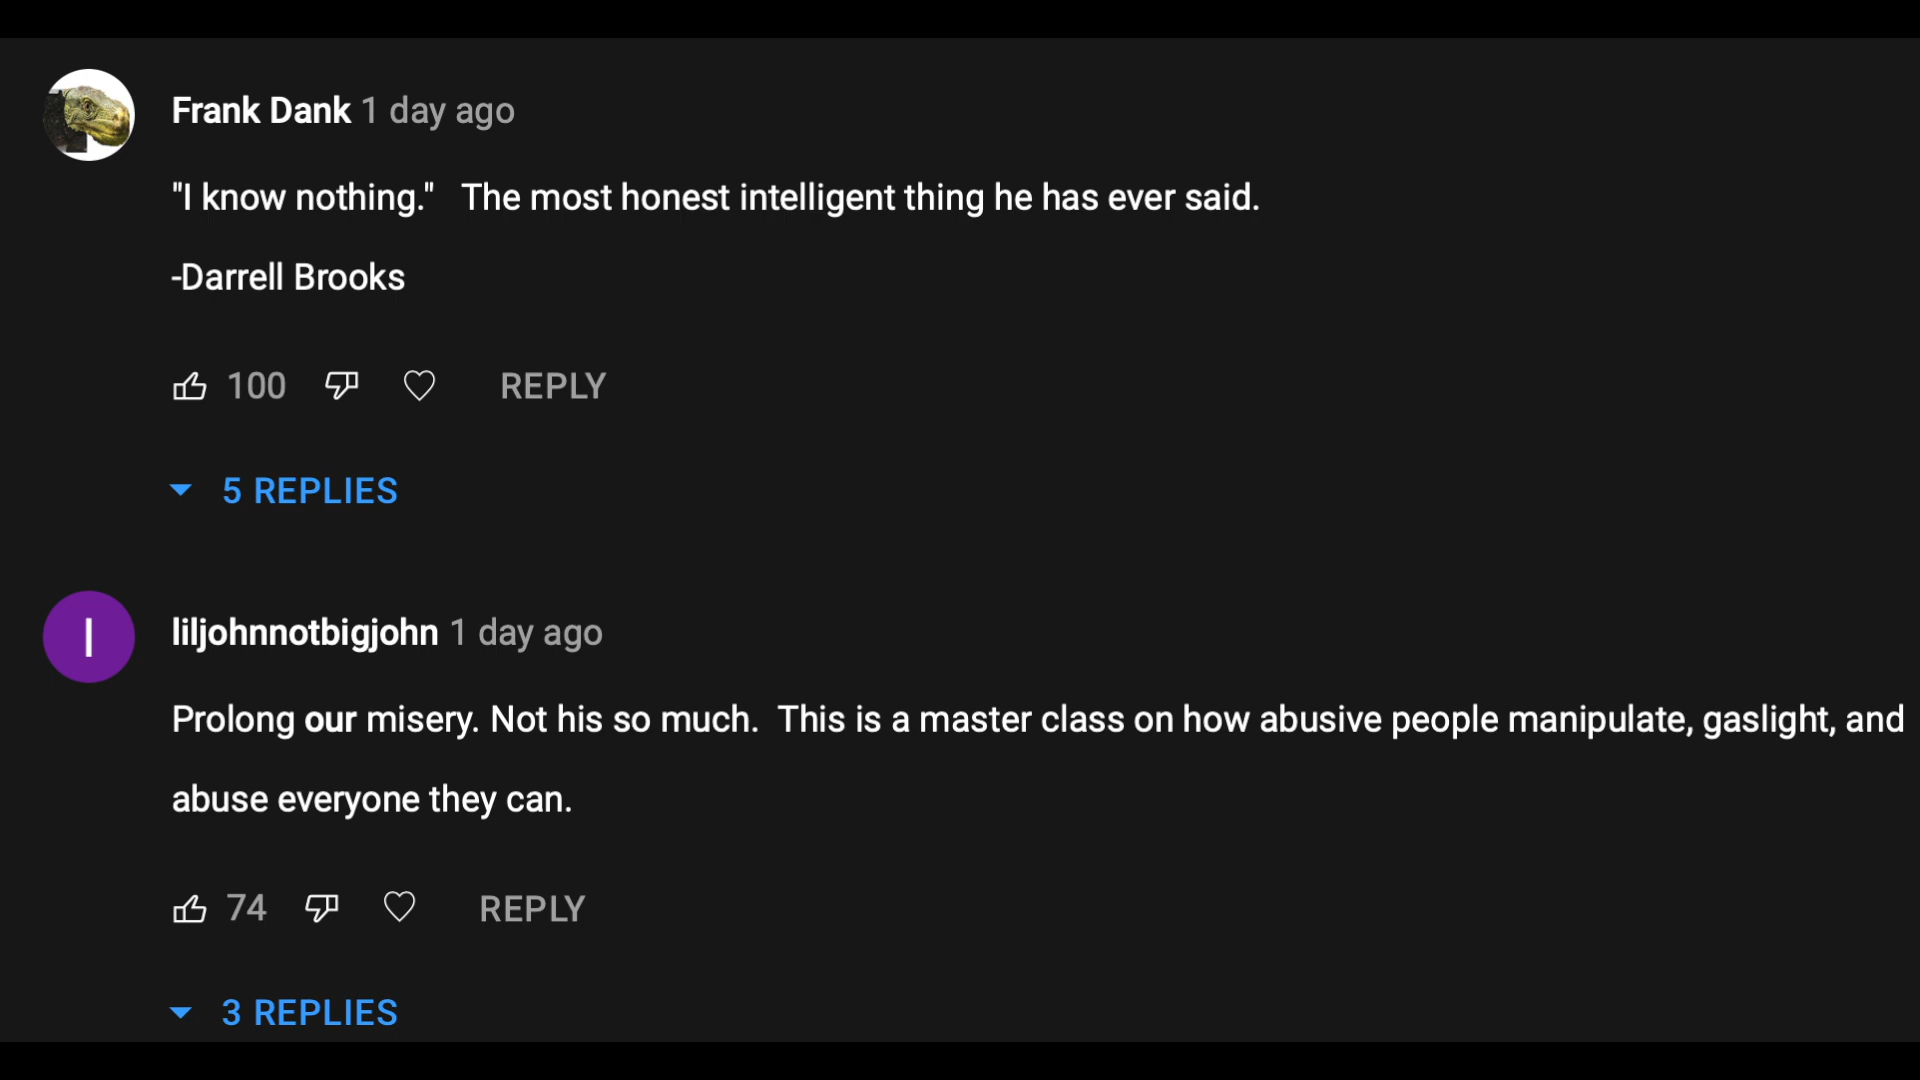 Frank Dank 1 day ago
"I know nothing."   The most honest intelligent thing he has ever said.
-Darrell Brooks
100 REPLY
5 REPLIES
l
liljohnnotbigjohn 1 day ago
Prolong our misery. Not his so much.  This is a master class on how abusive people manipulate, gaslight, and
abuse everyone they can.
74 REPLY
3 REPLIES